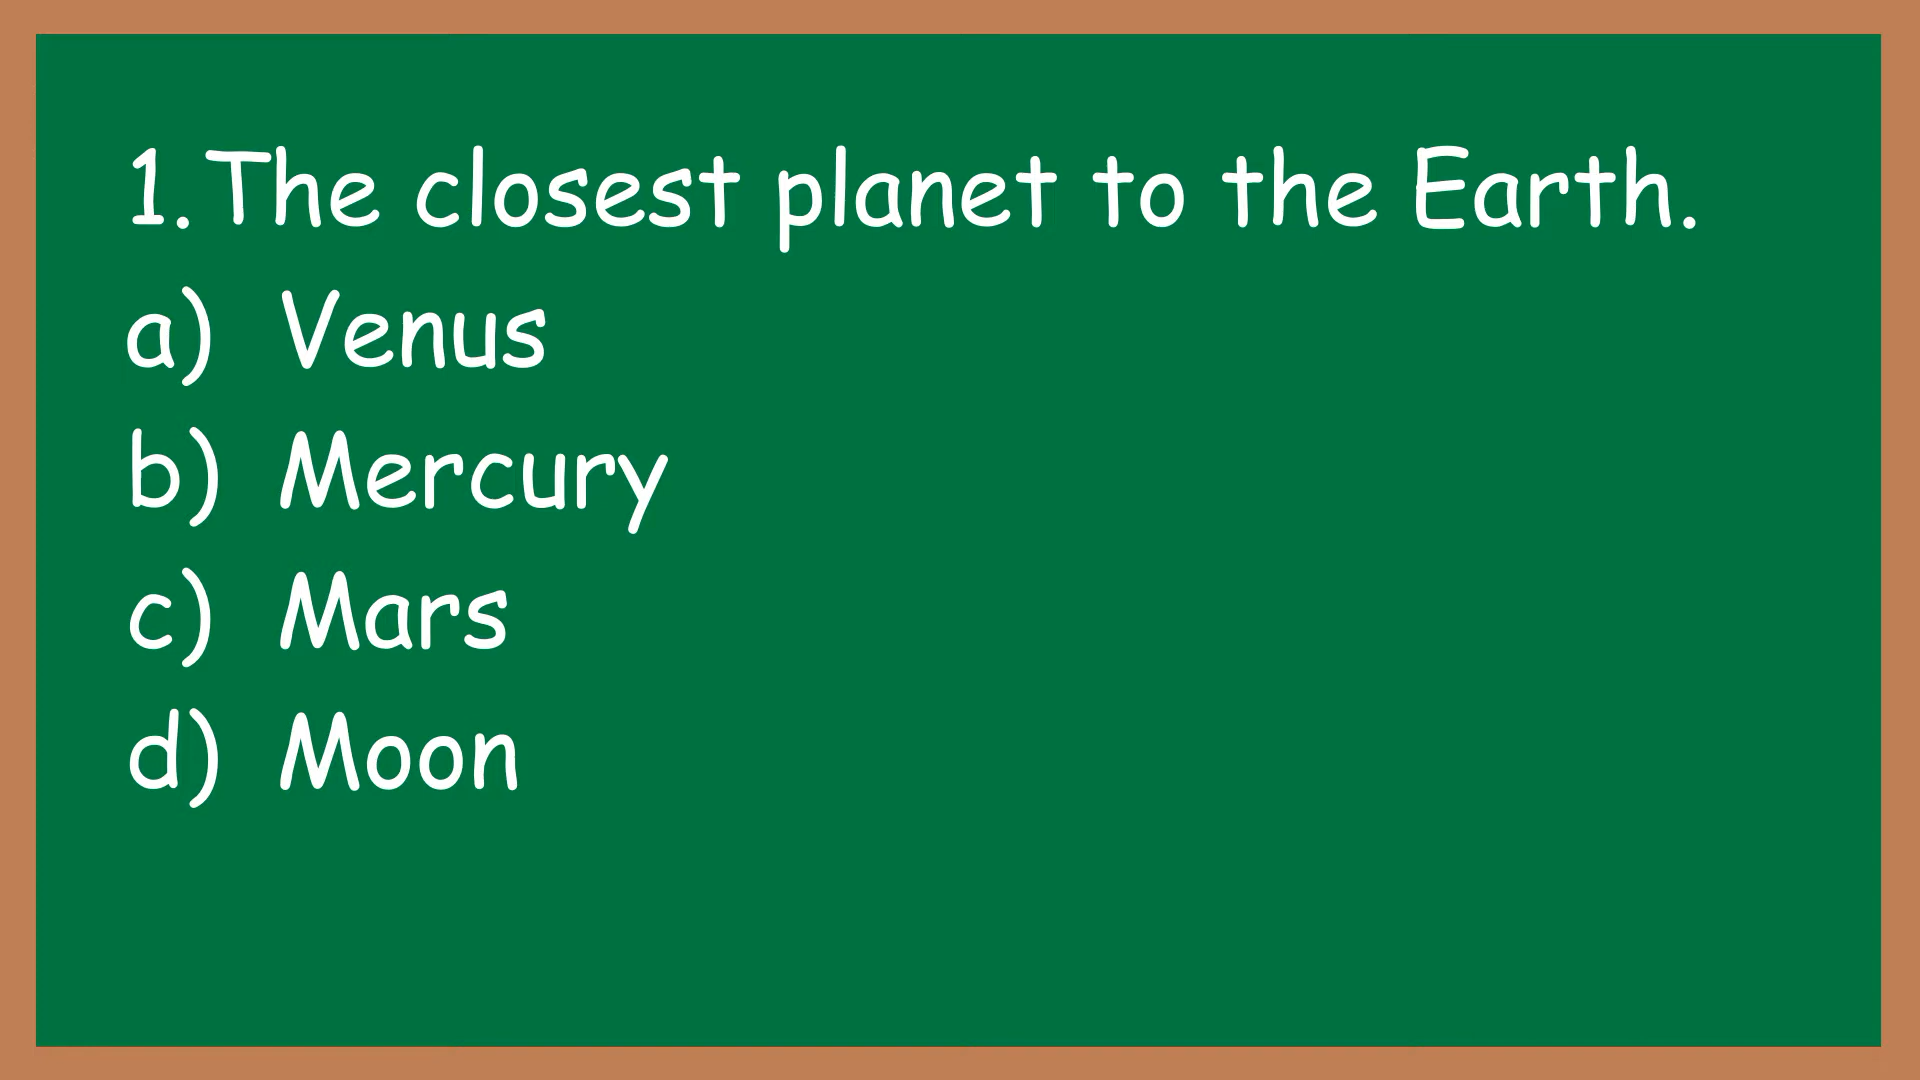 1. The closest planet to the Earth.
a) Venus
b) Mercury
c) Mars
d) Moon